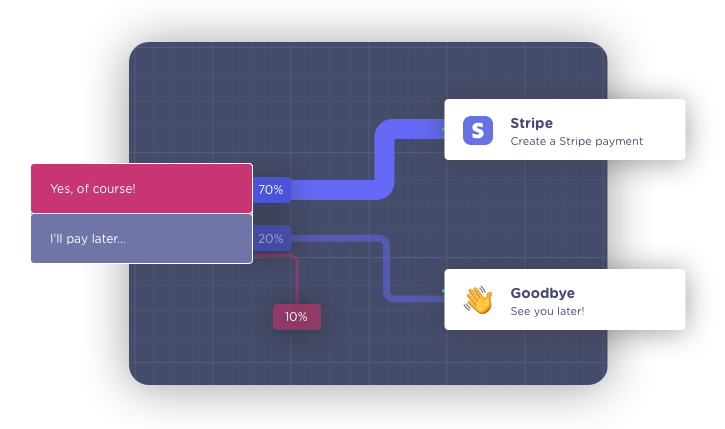 Stripe
Create a Stripe payment
Yes, of course!
70%
I'll pay later...
20%
Goodbye
See you later!
10%